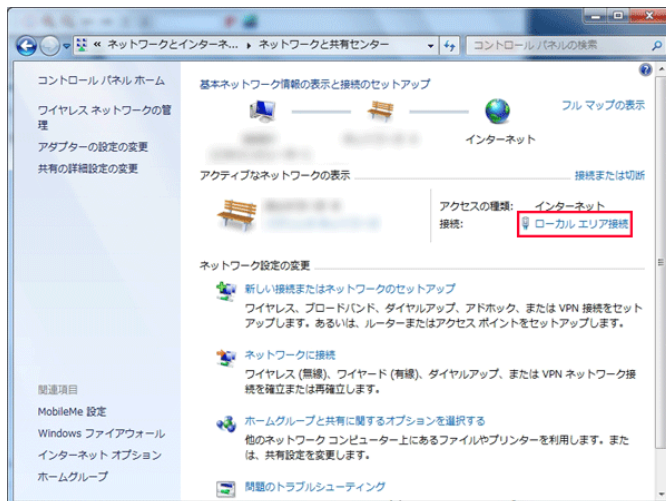 « ネットワークとインターネ... ▸ ネットワークと共有センター
コントロール パネルの検索
コントロール パネル ホーム
ワイヤレス ネットワークの管
理
アダプターの設定の変更
共有の詳細設定の変更
基本ネットワーク情報の表示と接続のセットアップ
フル マップの表示
インターネット
アクティブなネットワークの表示
接続または切断
アクセスの種類: インターネット
接続: ローカル エリア接続
ネットワーク設定の変更
新しい接続またはネットワークのセットアップ
ワイヤレス、ブロードバンド、ダイヤルアップ、アドホック、または VPN 接続をセット
アップします。あるいは、ルーターまたはアクセス ポイントをセットアップします。
ネットワークに接続
ワイヤレス (無線)、ワイヤード (有線)、ダイヤルアップ、または VPN ネットワーク接
続を確立または再確立します。
ホームグループと共有に関するオプションを選択する
他のネットワーク コンピューター上にあるファイルやプリンターを利用します。また
は、共有設定を変更します。
問題のトラブルシューティング
関連項目
MobileMe 設定
Windows ファイアウォール
インターネット オプション
ホームグループ